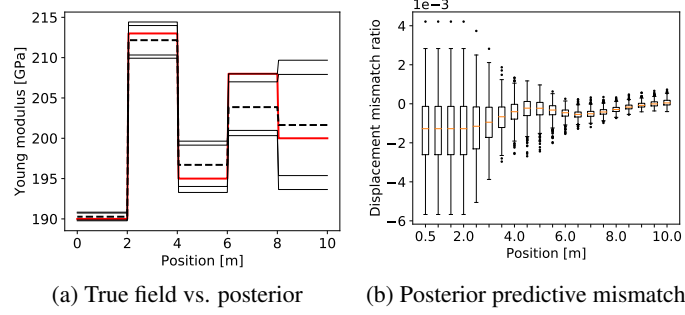 1e−3
215
210
205
200
195
190
Young modulus [GPa]
0 2 4 6 8 10
Position [m]
4
2
0
−2
−4
−6
Displacement mismatch ratio
0.5 2.0 4.0 6.0 8.0 10.0
Position [m]
(a) True field vs. posterior
(b) Posterior predictive mismatch